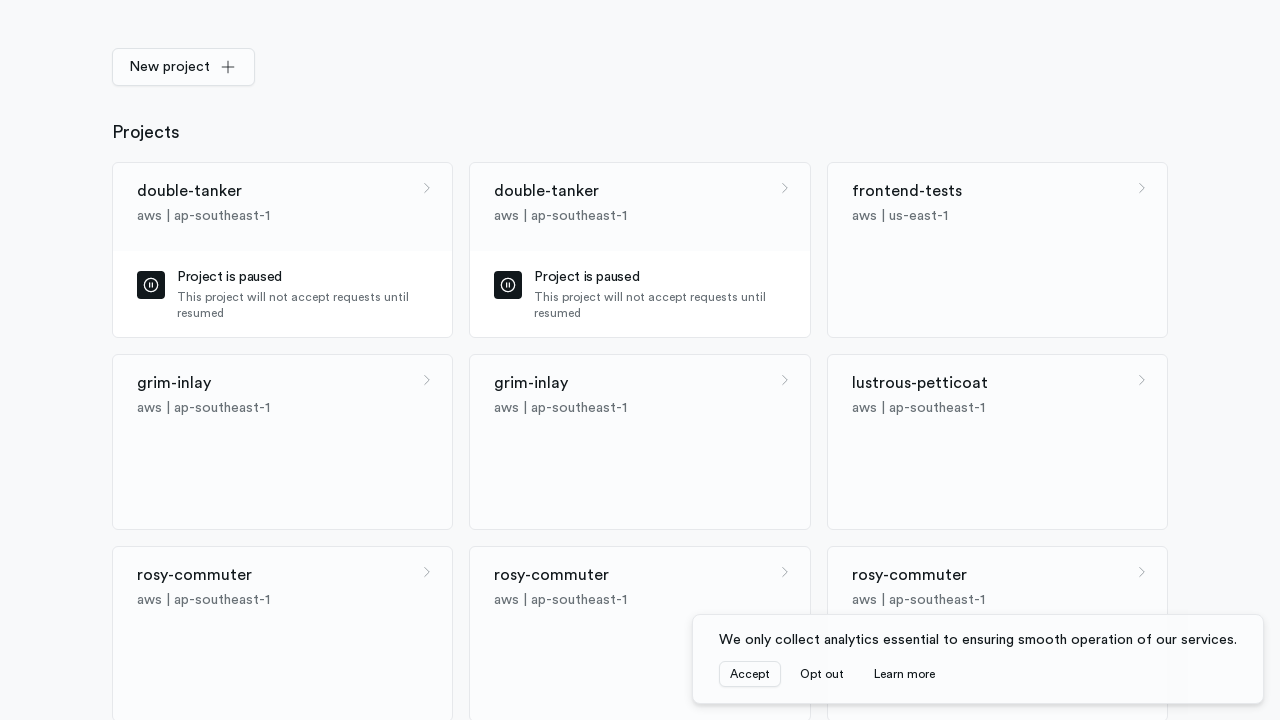 New project
Projects
double-tanker
aws | ap-southeast-1
Project is paused
This project will not accept requests until
resumed
double-tanker
aws | ap-southeast-1
Project is paused
This project will not accept requests until
resumed
frontend-tests
aws | us-east-1
grim-inlay
aws | ap-southeast-1
grim-inlay
aws | ap-southeast-1
lustrous-petticoat
aws | ap-southeast-1
rosy-commuter
aws | ap-southeast-1
rosy-commuter
aws | ap-southeast-1
rosy-commuter
aws | ap-southeast-1
We only collect analytics essential to ensuring smooth operation of our services.
Accept Opt out Learn more